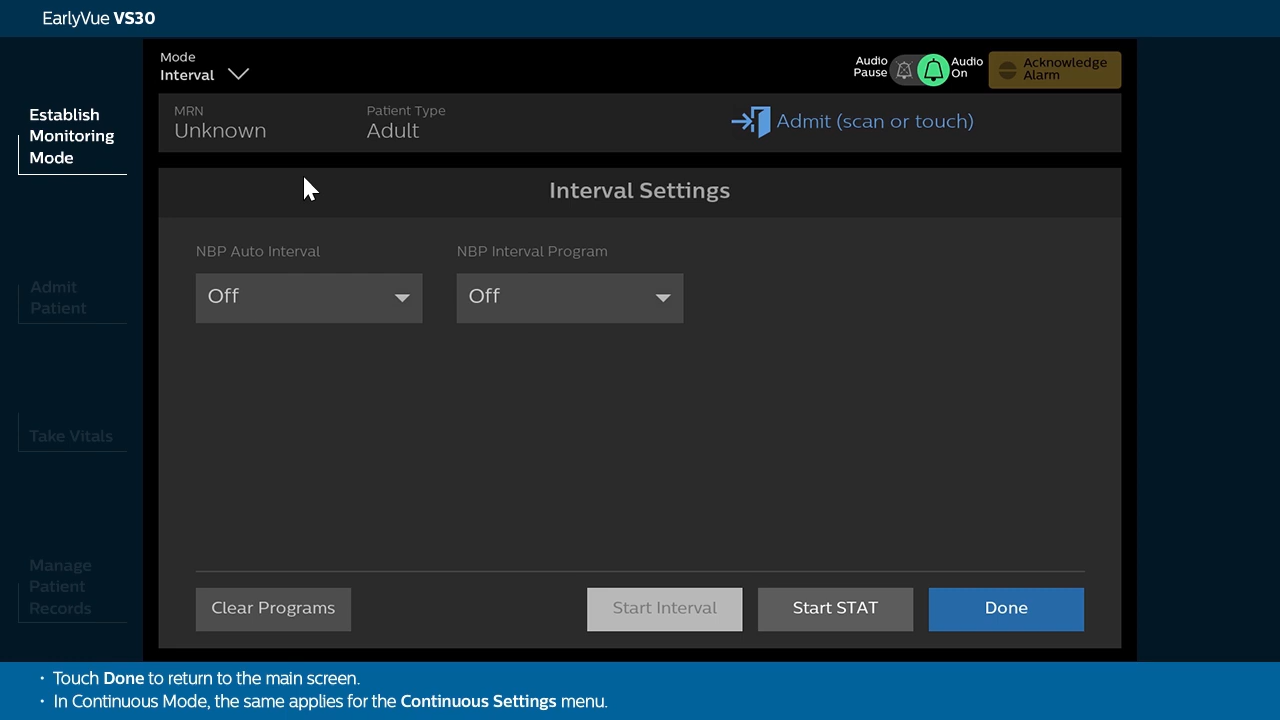 EarlyVue VS30
Mode
Interval
Audio
Pause
Audio
On
Acknowledge
Alarm
Establish
Monitoring
Mode
MRN
Unknown
Patient Type
Adult
Admit (scan or touch)
Interval Settings
NBP Auto Interval
Off
NBP Interval Program
Off
Admit
Patient
Take Vitals
Manage
Patient
Records
Clear Programs
Start Interval
Start STAT
Done
• Touch Done to return to the main screen.
• In Continuous Mode, the same applies for the Continuous Settings menu.